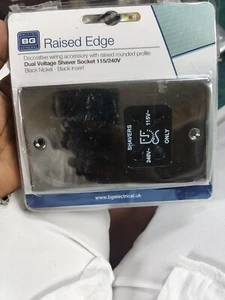 BG
Raised Edge
Decorative wiring accessory with raised rounded profile
Dual Voltage Shaver Socket 115/240V
Black Nickel - Black Insert
SHAVERS
240V~
115V~
ONLY
www.bgelectrical.uk